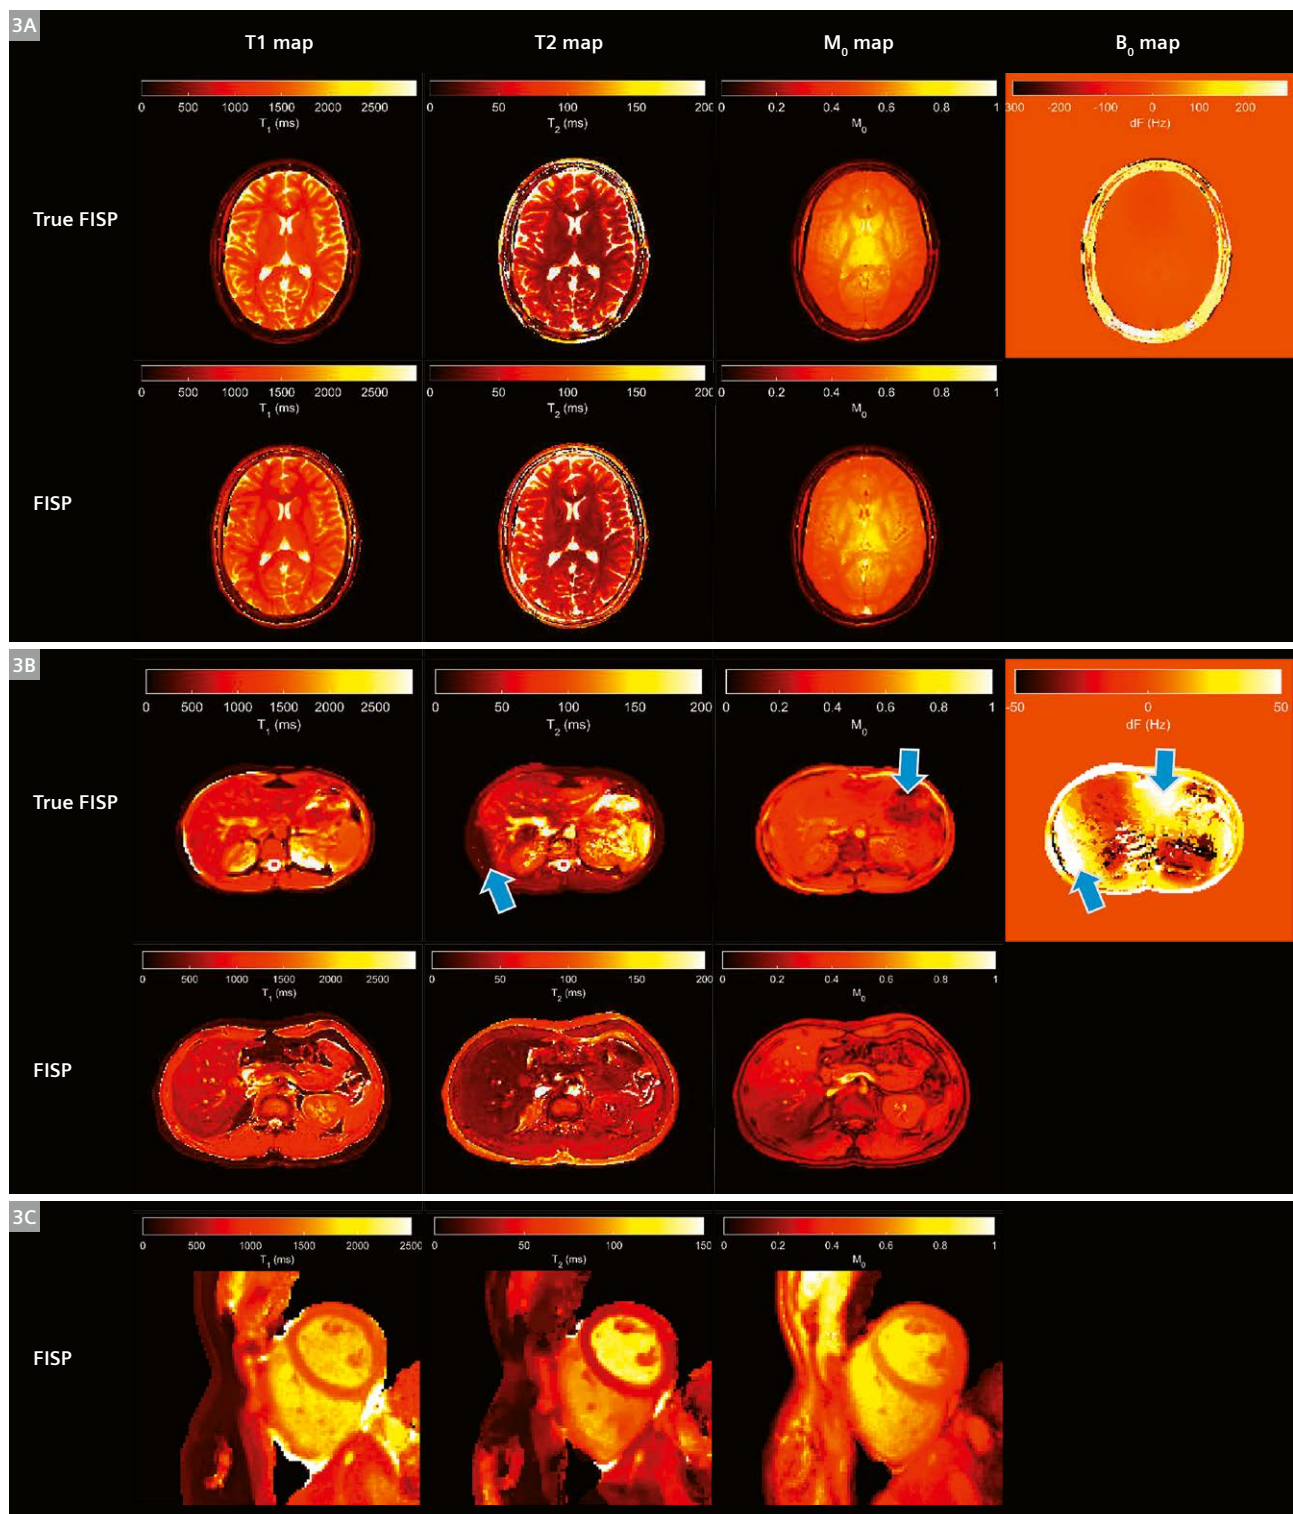 3A
T1 map T2 map M0 map B0 map
0 500 1000 1500 2000 2500 0 50 100 150 200 0 0.2 0.4 0.6 0.8 1 -200 -100 0 100 200
T1 (ms) T2 (ms) M0 dF (Hz)
True FISP
0 500 1000 1500 2000 2500 0 50 100 150 200 0 0.2 0.4 0.6 0.8 1
T1 (ms) T2 (ms) M0
FISP
3B
0 500 1000 1500 2000 2500 0 50 100 150 200 0 0.2 0.4 0.6 0.8 1 -50 0 50
T1 (ms) T2 (ms) M0 dF (Hz)
True FISP
0 500 1000 1500 2000 2500 0 50 100 150 200 0 0.2 0.4 0.6 0.8 1
T1 (ms) T2 (ms) M0
FISP
3C
0 500 1000 1500 2000 2500 0 50 100 150 0 0.2 0.4 0.6 0.8 1
T1 (ms) T2 (ms) M0
FISP